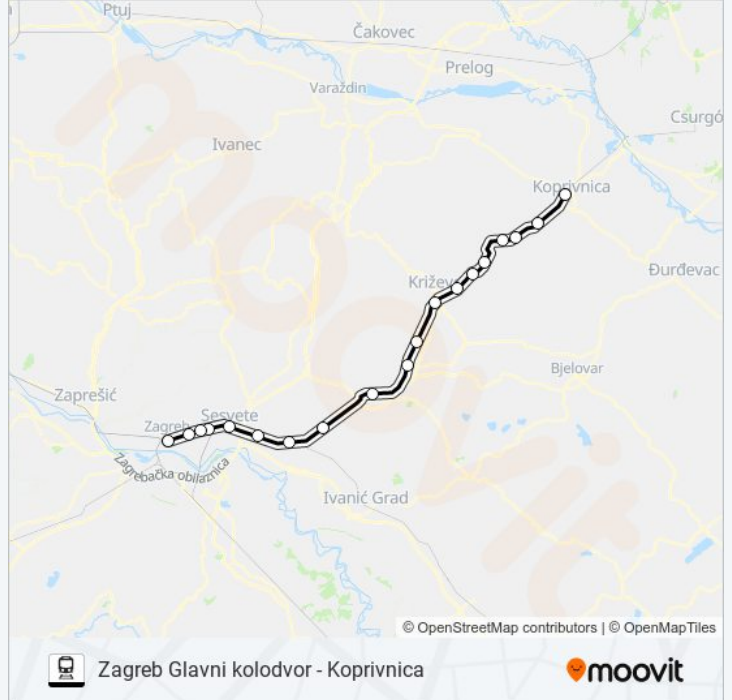 Ptuj
Čakovec
Prelog
Varaždin
Csurgó
Ivanec
Koprivnica
Đurđevac
Križev
Bjelovar
Zaprešić
Sesvete
Zagreb
Zagrebačka obilaznica
Ivanić Grad
moovit
© OpenStreetMap contributors | © OpenMapTiles
Zagreb Glavni kolodvor - Koprivnica
moovit